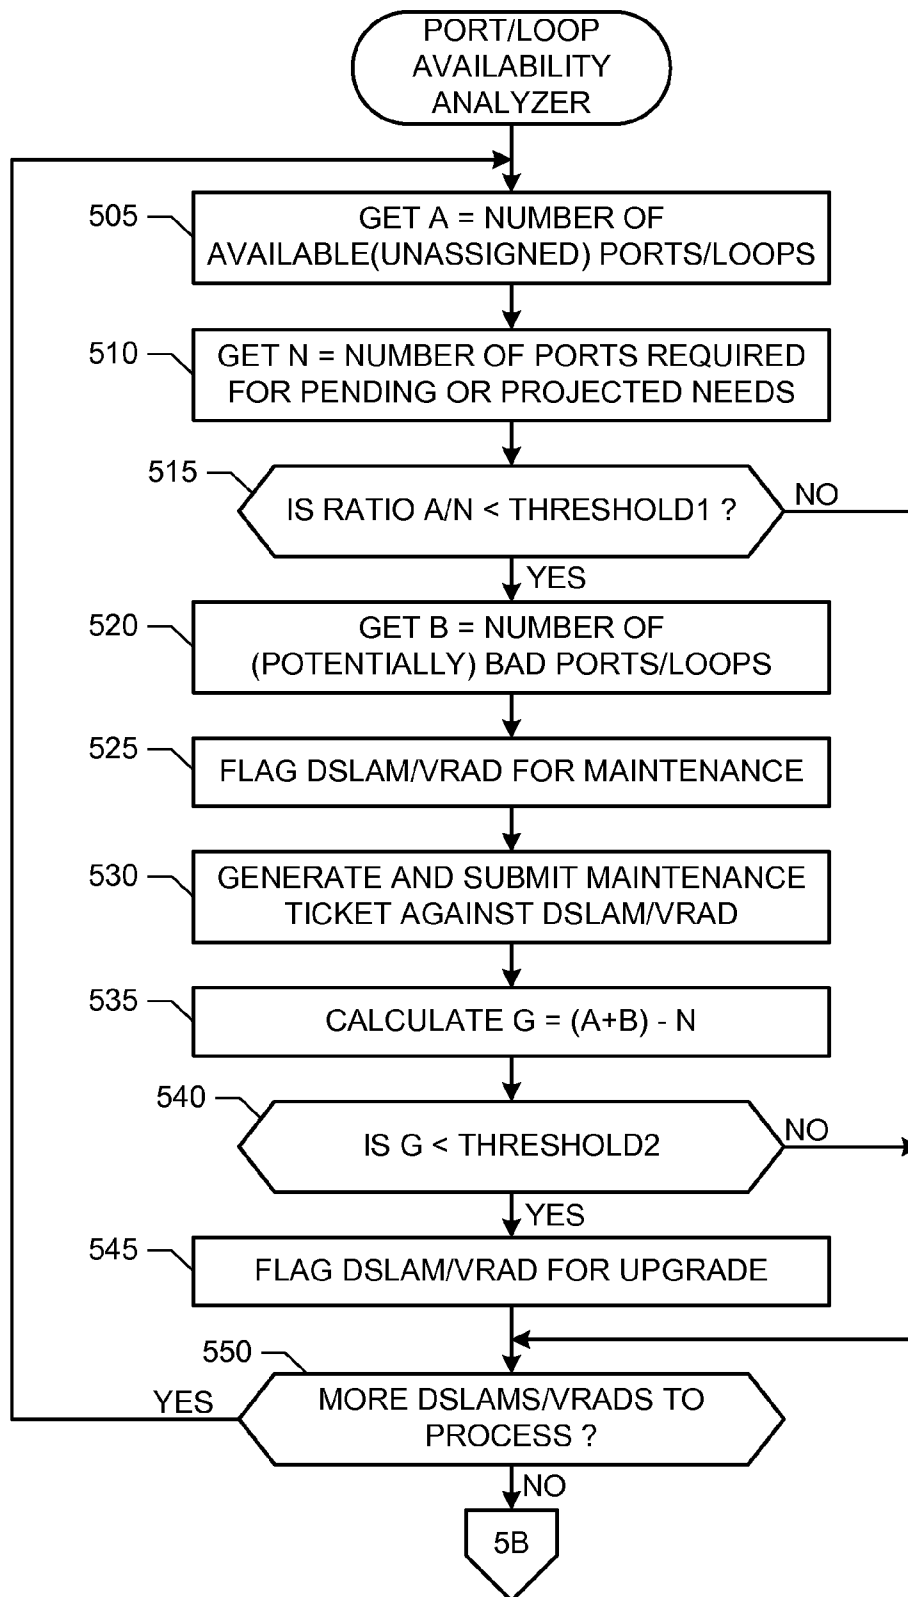 PORT/LOOP
AVAILABILITY
ANALYZER
505
GET A = NUMBER OF
AVAILABLE(UNASSIGNED) PORTS/LOOPS
510
GET N = NUMBER OF PORTS REQUIRED
FOR PENDING OR PROJECTED NEEDS
515
IS RATIO A/N < THRESHOLD1 ?
NO
YES
520
GET B = NUMBER OF
(POTENTIALLY) BAD PORTS/LOOPS
525
FLAG DSLAM/VRAD FOR MAINTENANCE
530
GENERATE AND SUBMIT MAINTENANCE
TICKET AGAINST DSLAM/VRAD
535
CALCULATE G = (A+B) - N
540
IS G < THRESHOLD2
NO
YES
545
FLAG DSLAM/VRAD FOR UPGRADE
550
YES
MORE DSLAMS/VRADS TO
PROCESS ?
NO
5B